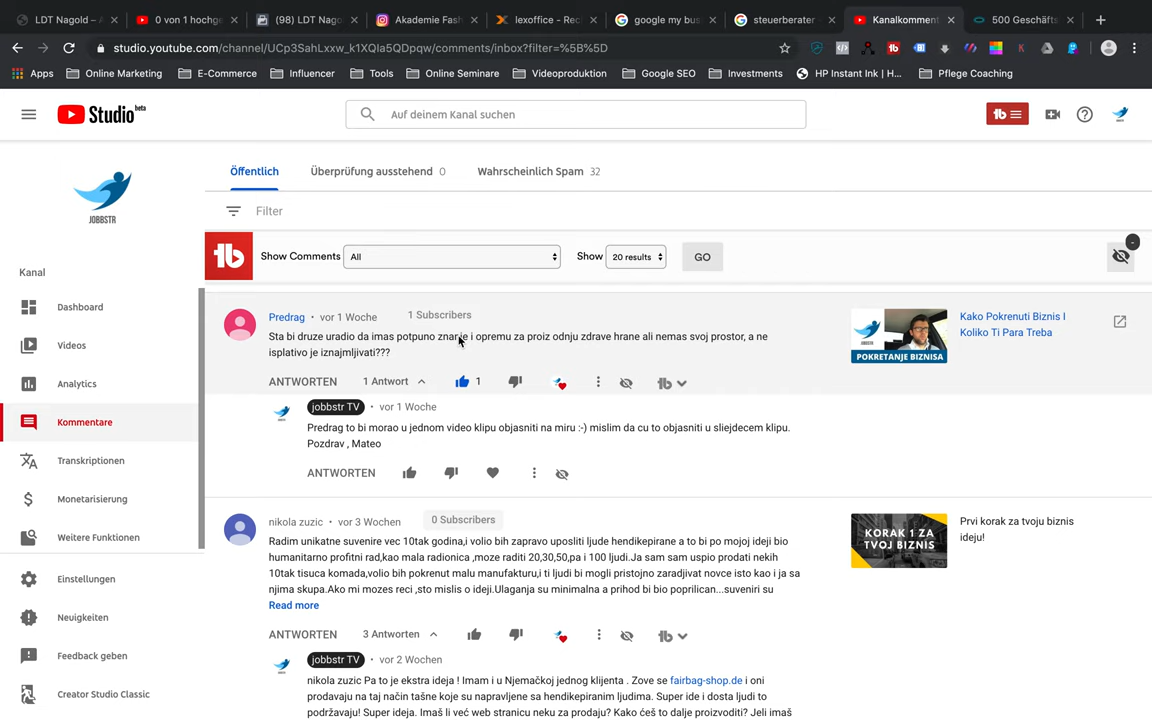 LDT Nagold – A
0 von 1 hochge
(98) LDT Nago
Akademie Fash
lexoffice - Rec
google my bus
steuerberater
Kanalkomment
500 Geschäfts
studio.youtube.com/channel/UCp3SahLxxw_k1XQIa5QDpqw/comments/inbox?filter=%5B%5D
Apps
Online Marketing
E-Commerce
Influencer
Tools
Online Seminare
Videoproduktion
Google SEO
Investments
HP Instant Ink | H...
Pflege Coaching
Studio beta
Auf deinem Kanal suchen
tb
JOBBSTR
Öffentlich
Überprüfung ausstehend 0
Wahrscheinlich Spam 32
Filter
tb
Show Comments
All
Show
20 results
GO
Kanal
Dashboard
Videos
Analytics
Kommentare
Transkriptionen
Monetarisierung
Weitere Funktionen
Einstellungen
Neuigkeiten
Feedback geben
Creator Studio Classic
Predrag • vor 1 Woche
1 Subscribers
Sta bi druze uradio da imas potpuno znanje i opremu za proiz odnju zdrave hrane ali nemas svoj prostor, a ne
isplativo je iznajmljivati???
ANTWORTEN
1 Antwort
1
tb
POKRETANJE BIZNISA
Kako Pokrenuti Biznis I
Koliko Ti Para Treba
jobbstr TV • vor 1 Woche
Predrag to bi morao u jednom video klipu objasniti na miru :-) mislim da cu to objasniti u sliejdecem klipu.
Pozdrav , Mateo
ANTWORTEN
nikola zuzic • vor 3 Wochen
0 Subscribers
Radim unikatne suvenire vec 10tak godina,i volio bih zapravo uposliti ljude hendikepirane a to bi po mojoj ideji bio
humanitarno profitni rad,kao mala radionica ,moze raditi 20,30,50,pa i 100 ljudi.Ja sam sam uspio prodati nekih
10tak tisuca komada,volio bih pokrenut malu manufakturu,i ti ljudi bi mogli pristojno zaradjivat novce isto kao i ja sa
njima skupa.Ako mi mozes reci ,sto mislis o ideji.Ulaganja su minimalna a prihod bi bio poprilican...suveniri su
Read more
ANTWORTEN
3 Antworten
tb
KORAK 1 ZA
TVOJ BIZNIS
Prvi korak za tvoju biznis
ideju!
jobbstr TV • vor 2 Wochen
nikola zuzic Pa to je ekstra ideja ! Imam i u Njemačkoj jednog klijenta . Zove se fairbag-shop.de i oni
prodavaju na taj način tašne koje su napravljene sa hendikepiranim ljudima. Super ide i dosta ljudi to
podržavaju! Super ideja. Imaš li već web stranicu neku za prodaju? Kako ćeš to dalje proizvoditi? Jeli imaš